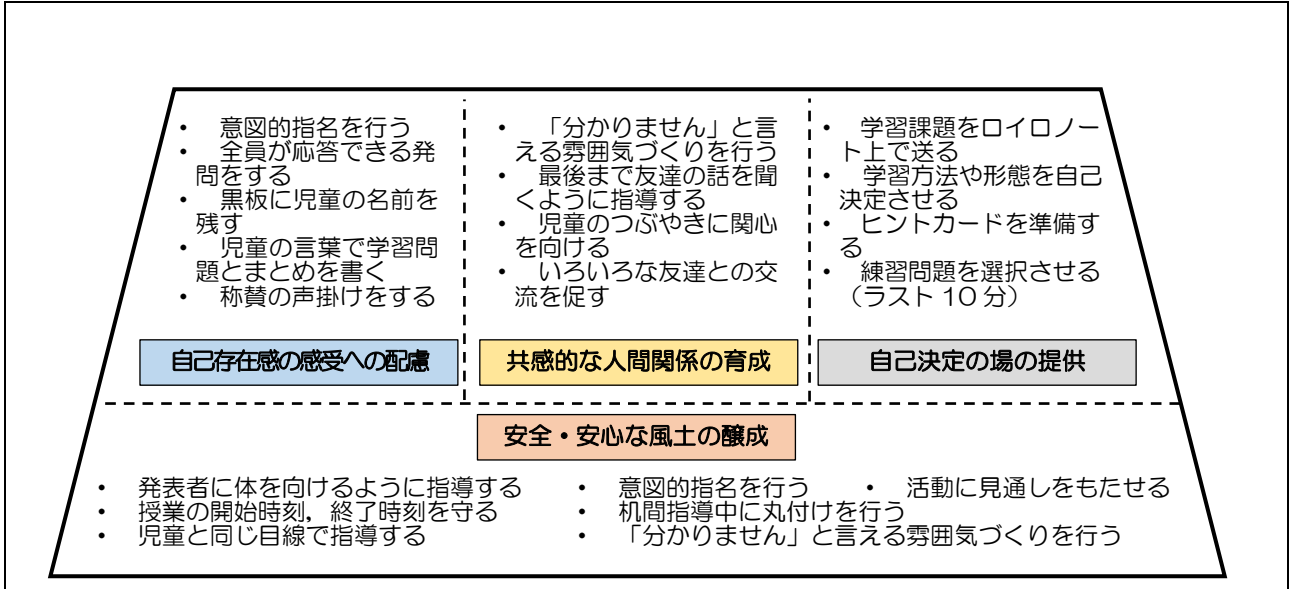 ・ 意図的指名を行う
・ 全員が応答できる発
問をする
・ 黒板に児童の名前を
残す
・ 児童の言葉で学習問
題とまとめを書く
・ 称賛の声掛けをする
自己存在感の感受への配慮
・ 「分かりません」と言
える雰囲気づくりを行う
・ 最後まで友達の話を聞
くように指導する
・ 児童のつぶやきに関心
を向ける
・ いろいろな友達との交
流を促す
共感的な人間関係の育成
・ 学習課題をロイロノー
ト上で送る
・ 学習方法や形態を自己
決定させる
・ ヒントカードを準備す
る
・ 練習問題を選択させる
（ラスト 10 分）
自己決定の場の提供
安全・安心な風土の醸成
・ 発表者に体を向けるように指導する
・ 授業の開始時刻，終了時刻を守る
・ 児童と同じ目線で指導する
・ 意図的指名を行う ・ 活動に見通しをもたせる
・ 机間指導中に丸付けを行う
・ 「分かりません」と言える雰囲気づくりを行う